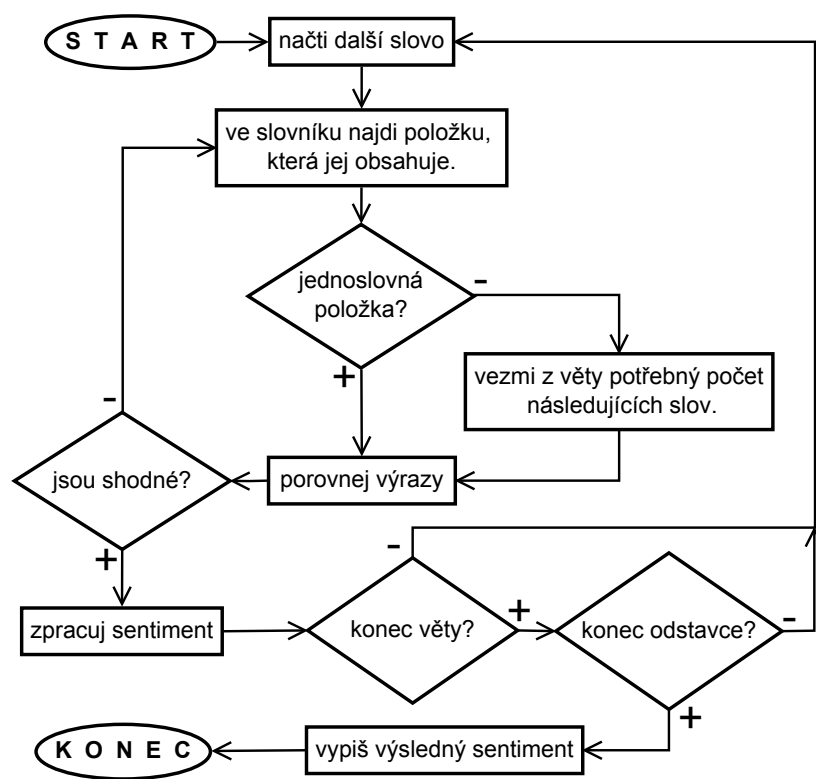 S T A R T
načti další slovo
ve slovníku najdi položku,
která jej obsahuje.
jednoslovná
položka?
-
+
vezmi z věty potřebný počet
následujících slov.
-
jsou shodné?
porovnej výrazy
+
-
zpracuj sentiment
konec věty?
+
konec odstavce?
-
+
K O N E C
vypiš výsledný sentiment